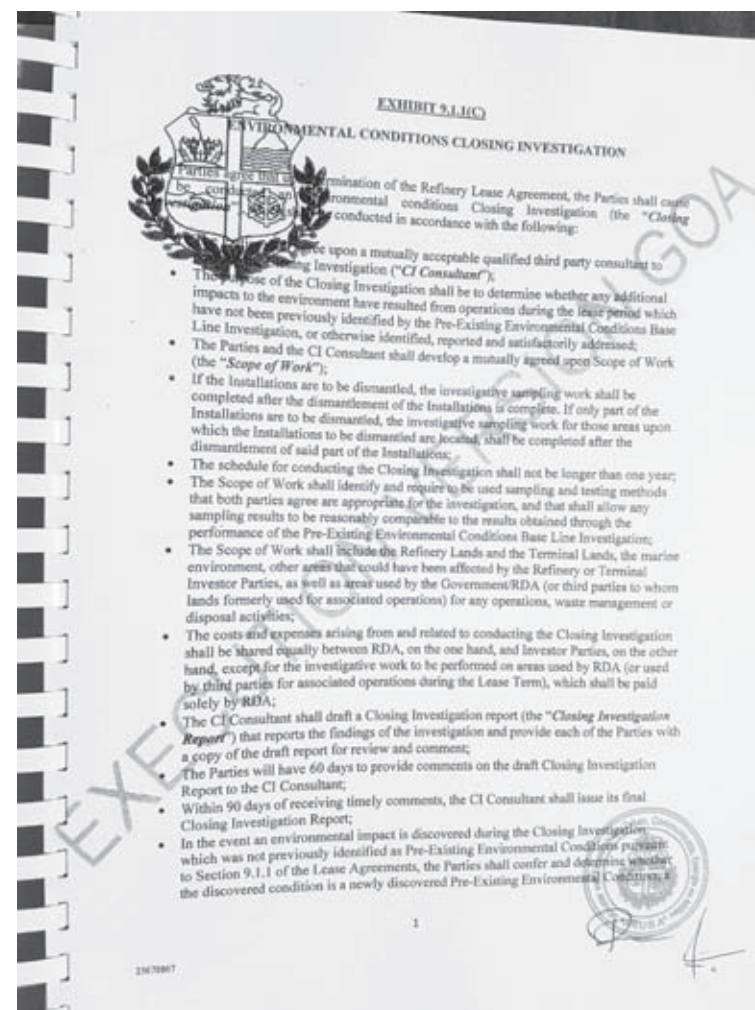 EXHIBIT 9.1.1(C)
ENVIRONMENTAL CONDITIONS CLOSING INVESTIGATION
Parties agree that termination of the Refinery Lease Agreement, the Parties shall cause
be conducted an environmental conditions Closing Investigation (the "Closing
conducted in accordance with the following:
agree upon a mutually acceptable qualified third party consultant to
Closing Investigation ("CI Consultant");
• The purpose of the Closing Investigation shall be to determine whether any additional
impacts to the environment have resulted from operations during the lease period which
have not been previously identified by the Pre-Existing Environmental Conditions Base
Line Investigation, or otherwise identified, reported and satisfactorily addressed;
• The Parties and the CI Consultant shall develop a mutually agreed upon Scope of Work
(the "Scope of Work");
• If the Installations are to be dismantled, the investigative sampling work shall be
completed after the dismantlement of the Installations is complete. If only part of the
Installations are to be dismantled, the investigative sampling work for those areas upon
which the Installations to be dismantled are located, shall be completed after the
dismantlement of said part of the Installations;
• The schedule for conducting the Closing Investigation shall not be longer than one year;
• The Scope of Work shall identify and require to be used sampling and testing methods
that both parties agree are appropriate for the investigation, and that shall allow any
sampling results to be reasonably comparable to the results obtained through the
performance of the Pre-Existing Environmental Conditions Base Line Investigation;
• The Scope of Work shall include the Refinery Lands and the Terminal Lands, the marine
environment, other areas that could have been affected by the Refinery or Terminal
Investor Parties, as well as areas used by the Government/RDA (or third parties to whom
lands formerly used for associated operations) for any operations, waste management or
disposal activities;
• The costs and expenses arising from and related to conducting the Closing Investigation
shall be shared equally between RDA, on the one hand, and Investor Parties, on the other
hand, except for the investigative work to be performed on areas used by RDA (or used
by third parties for associated operations during the Lease Term), which shall be paid
solely by RDA;
• The CI Consultant shall draft a Closing Investigation report (the "Closing Investigation
Report") that reports the findings of the investigation and provide each of the Parties with
a copy of the draft report for review and comment;
• The Parties will have 60 days to provide comments on the draft Closing Investigation
Report to the CI Consultant;
• Within 90 days of receiving timely comments, the CI Consultant shall issue its final
Closing Investigation Report;
• In the event an environmental impact is discovered during the Closing Investigation
which was not previously identified as Pre-Existing Environmental Conditions pursuant
to Section 9.1.1 of the Lease Agreements, the Parties shall confer and determine whether
the discovered condition is a newly discovered Pre-Existing Environmental Condition, a
1
EXECUTION VERSION GOA
ARUBA